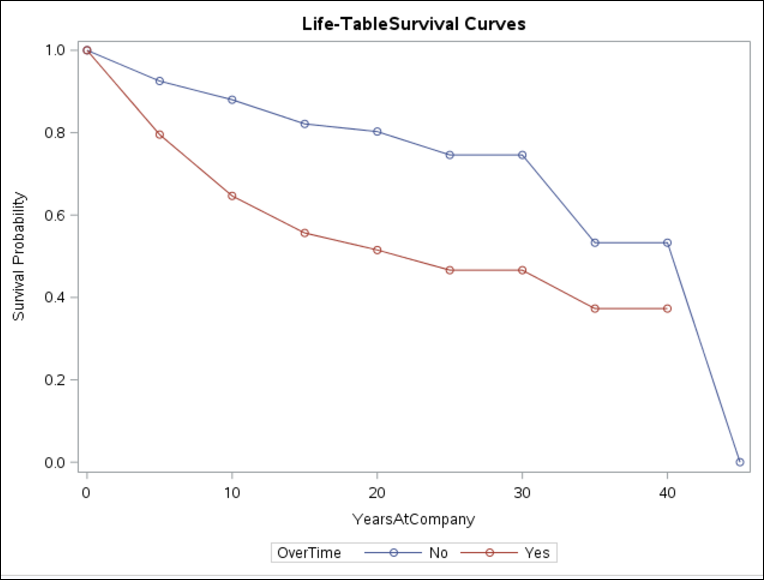 Life-TableSurvival Curves
1.0
0.8
0.6
0.4
0.2
0.0
Survival Probability
0 10 20 30 40
YearsAtCompany
OverTime No Yes